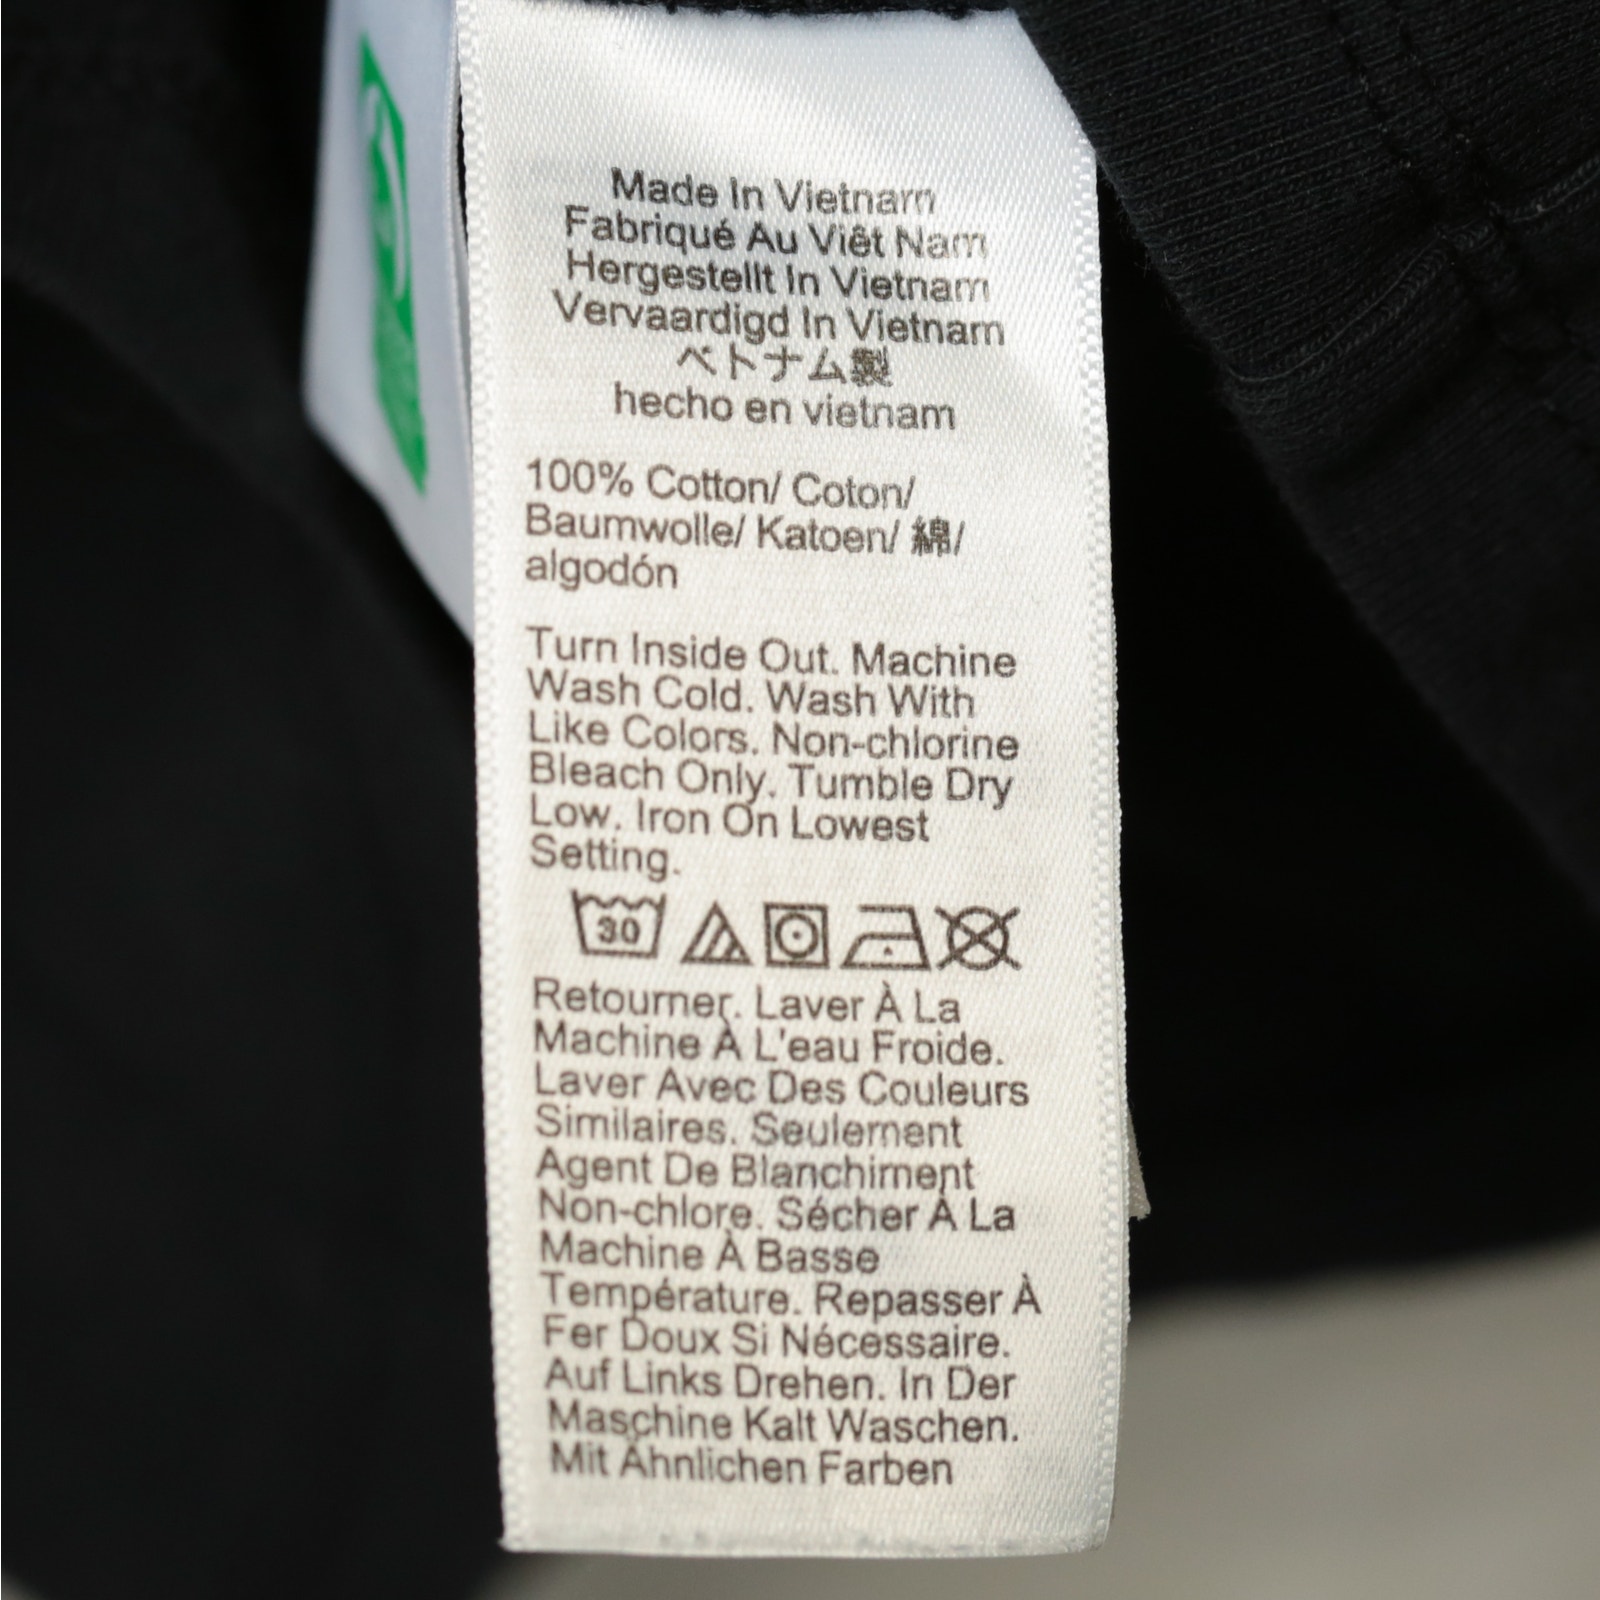 Made In Vietnam
Fabriqué Au Viêt Nam
Hergestellt In Vietnam
Vervaardigd In Vietnam
ベトナム製
hecho en vietnam
100% Cotton/ Coton/
Baumwolle/ Katoen/ 綿/
algodón
Turn Inside Out. Machine
Wash Cold. Wash With
Like Colors. Non-chlorine
Bleach Only. Tumble Dry
Low. Iron On Lowest
Setting.
30
Retourner. Laver À La
Machine À L'eau Froide.
Laver Avec Des Couleurs
Similaires. Seulement
Agent De Blanchiment
Non-chlore. Sécher À La
Machine À Basse
Température. Repasser À
Fer Doux Si Nécessaire.
Auf Links Drehen. In Der
Maschine Kalt Waschen.
Mit Ähnlichen Farben